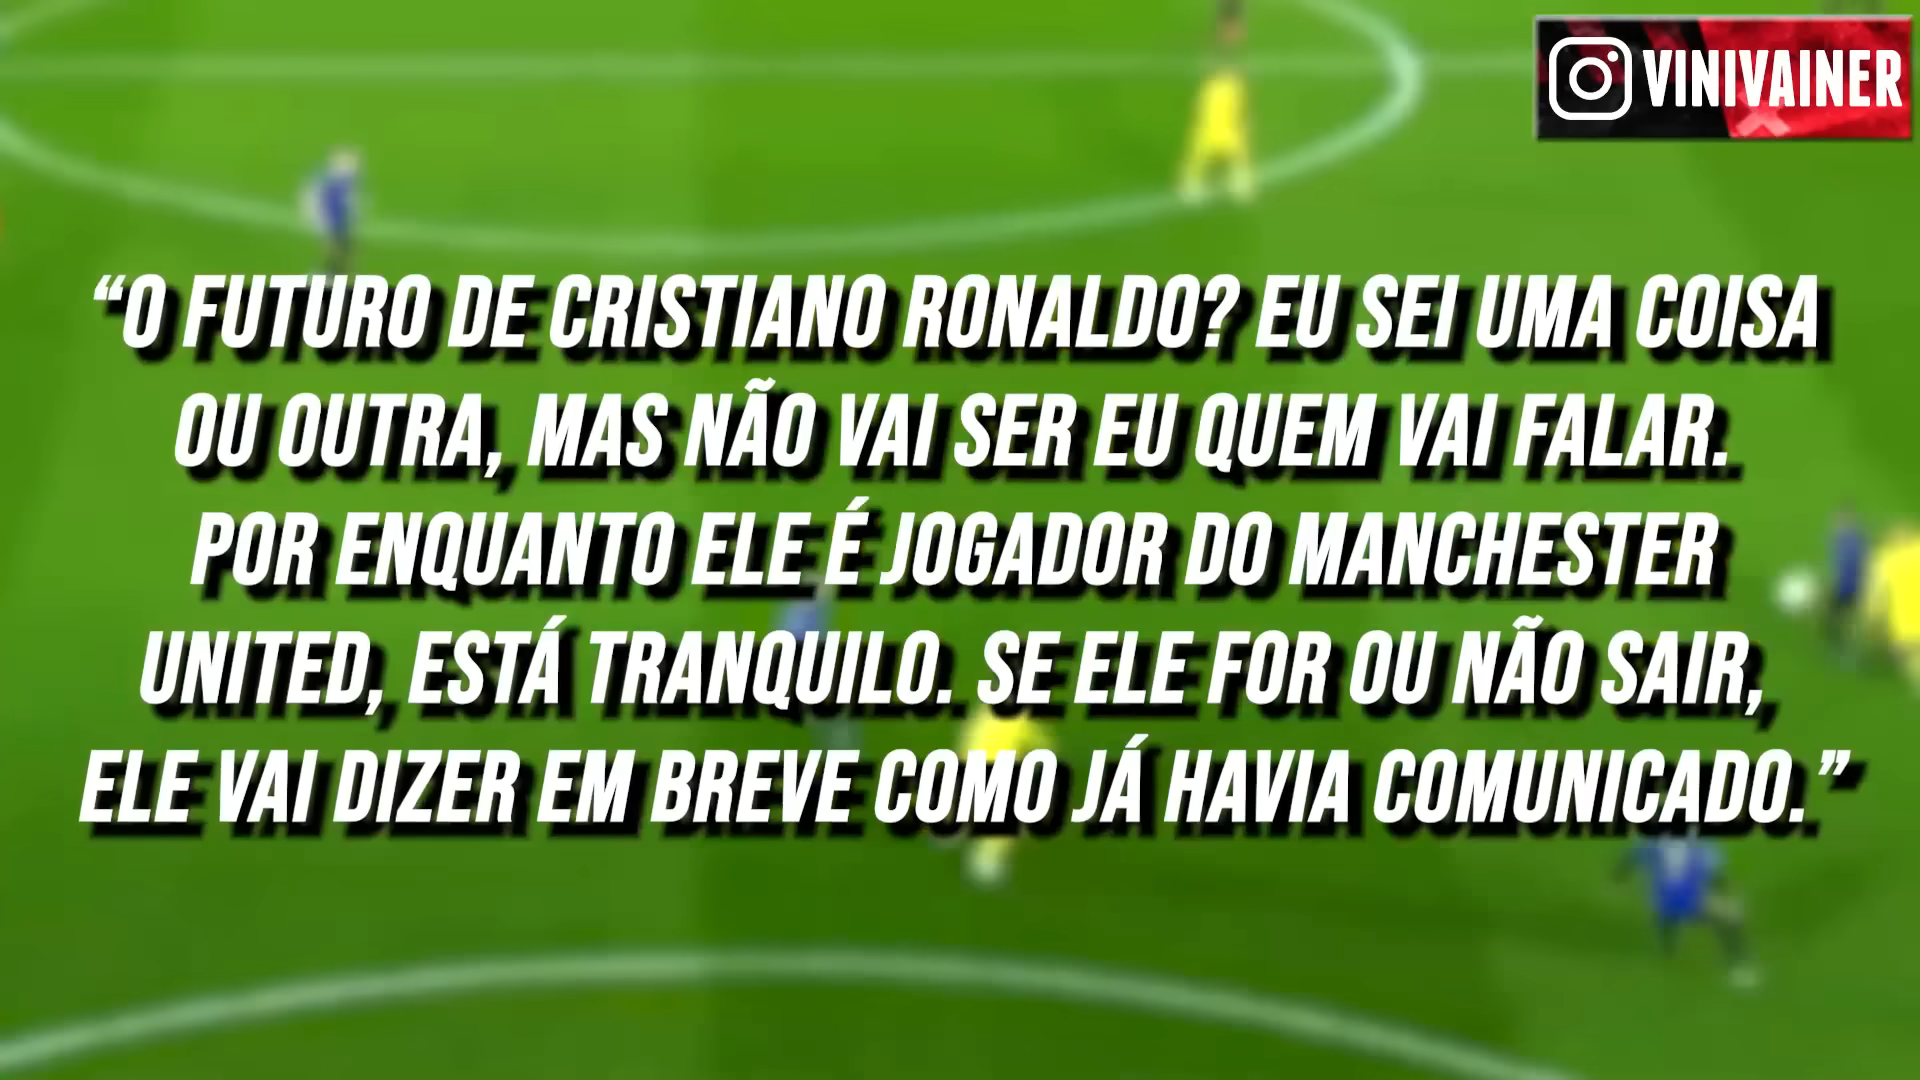 VINIVAINER
“O FUTURO DE CRISTIANO RONALDO? EU SEI UMA COISA
OU OUTRA, MAS NÃO VAI SER EU QUEM VAI FALAR.
POR ENQUANTO ELE É JOGADOR DO MANCHESTER
UNITED, ESTÁ TRANQUILO. SE ELE FOR OU NÃO SAIR,
ELE VAI DIZER EM BREVE COMO JÁ HAVIA COMUNICADO.”